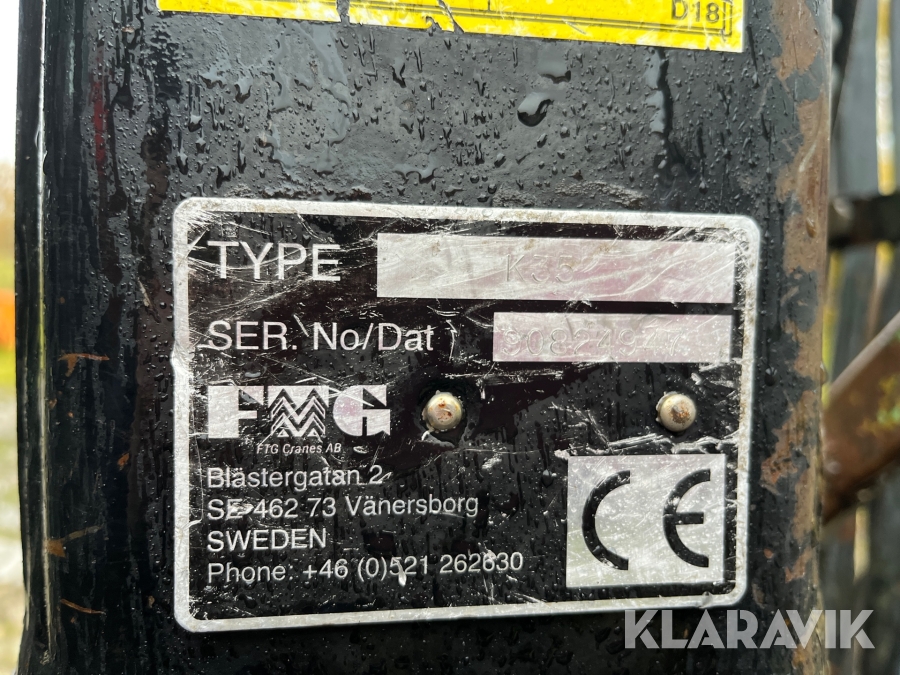 D18
TYPE
SER. No/Dat
FMG
FTG Cranes AB
Blästergatan 2
SE-462 73 Vänersborg
SWEDEN
Phone: +46 (0)521 262830
CE
KLARAVIK